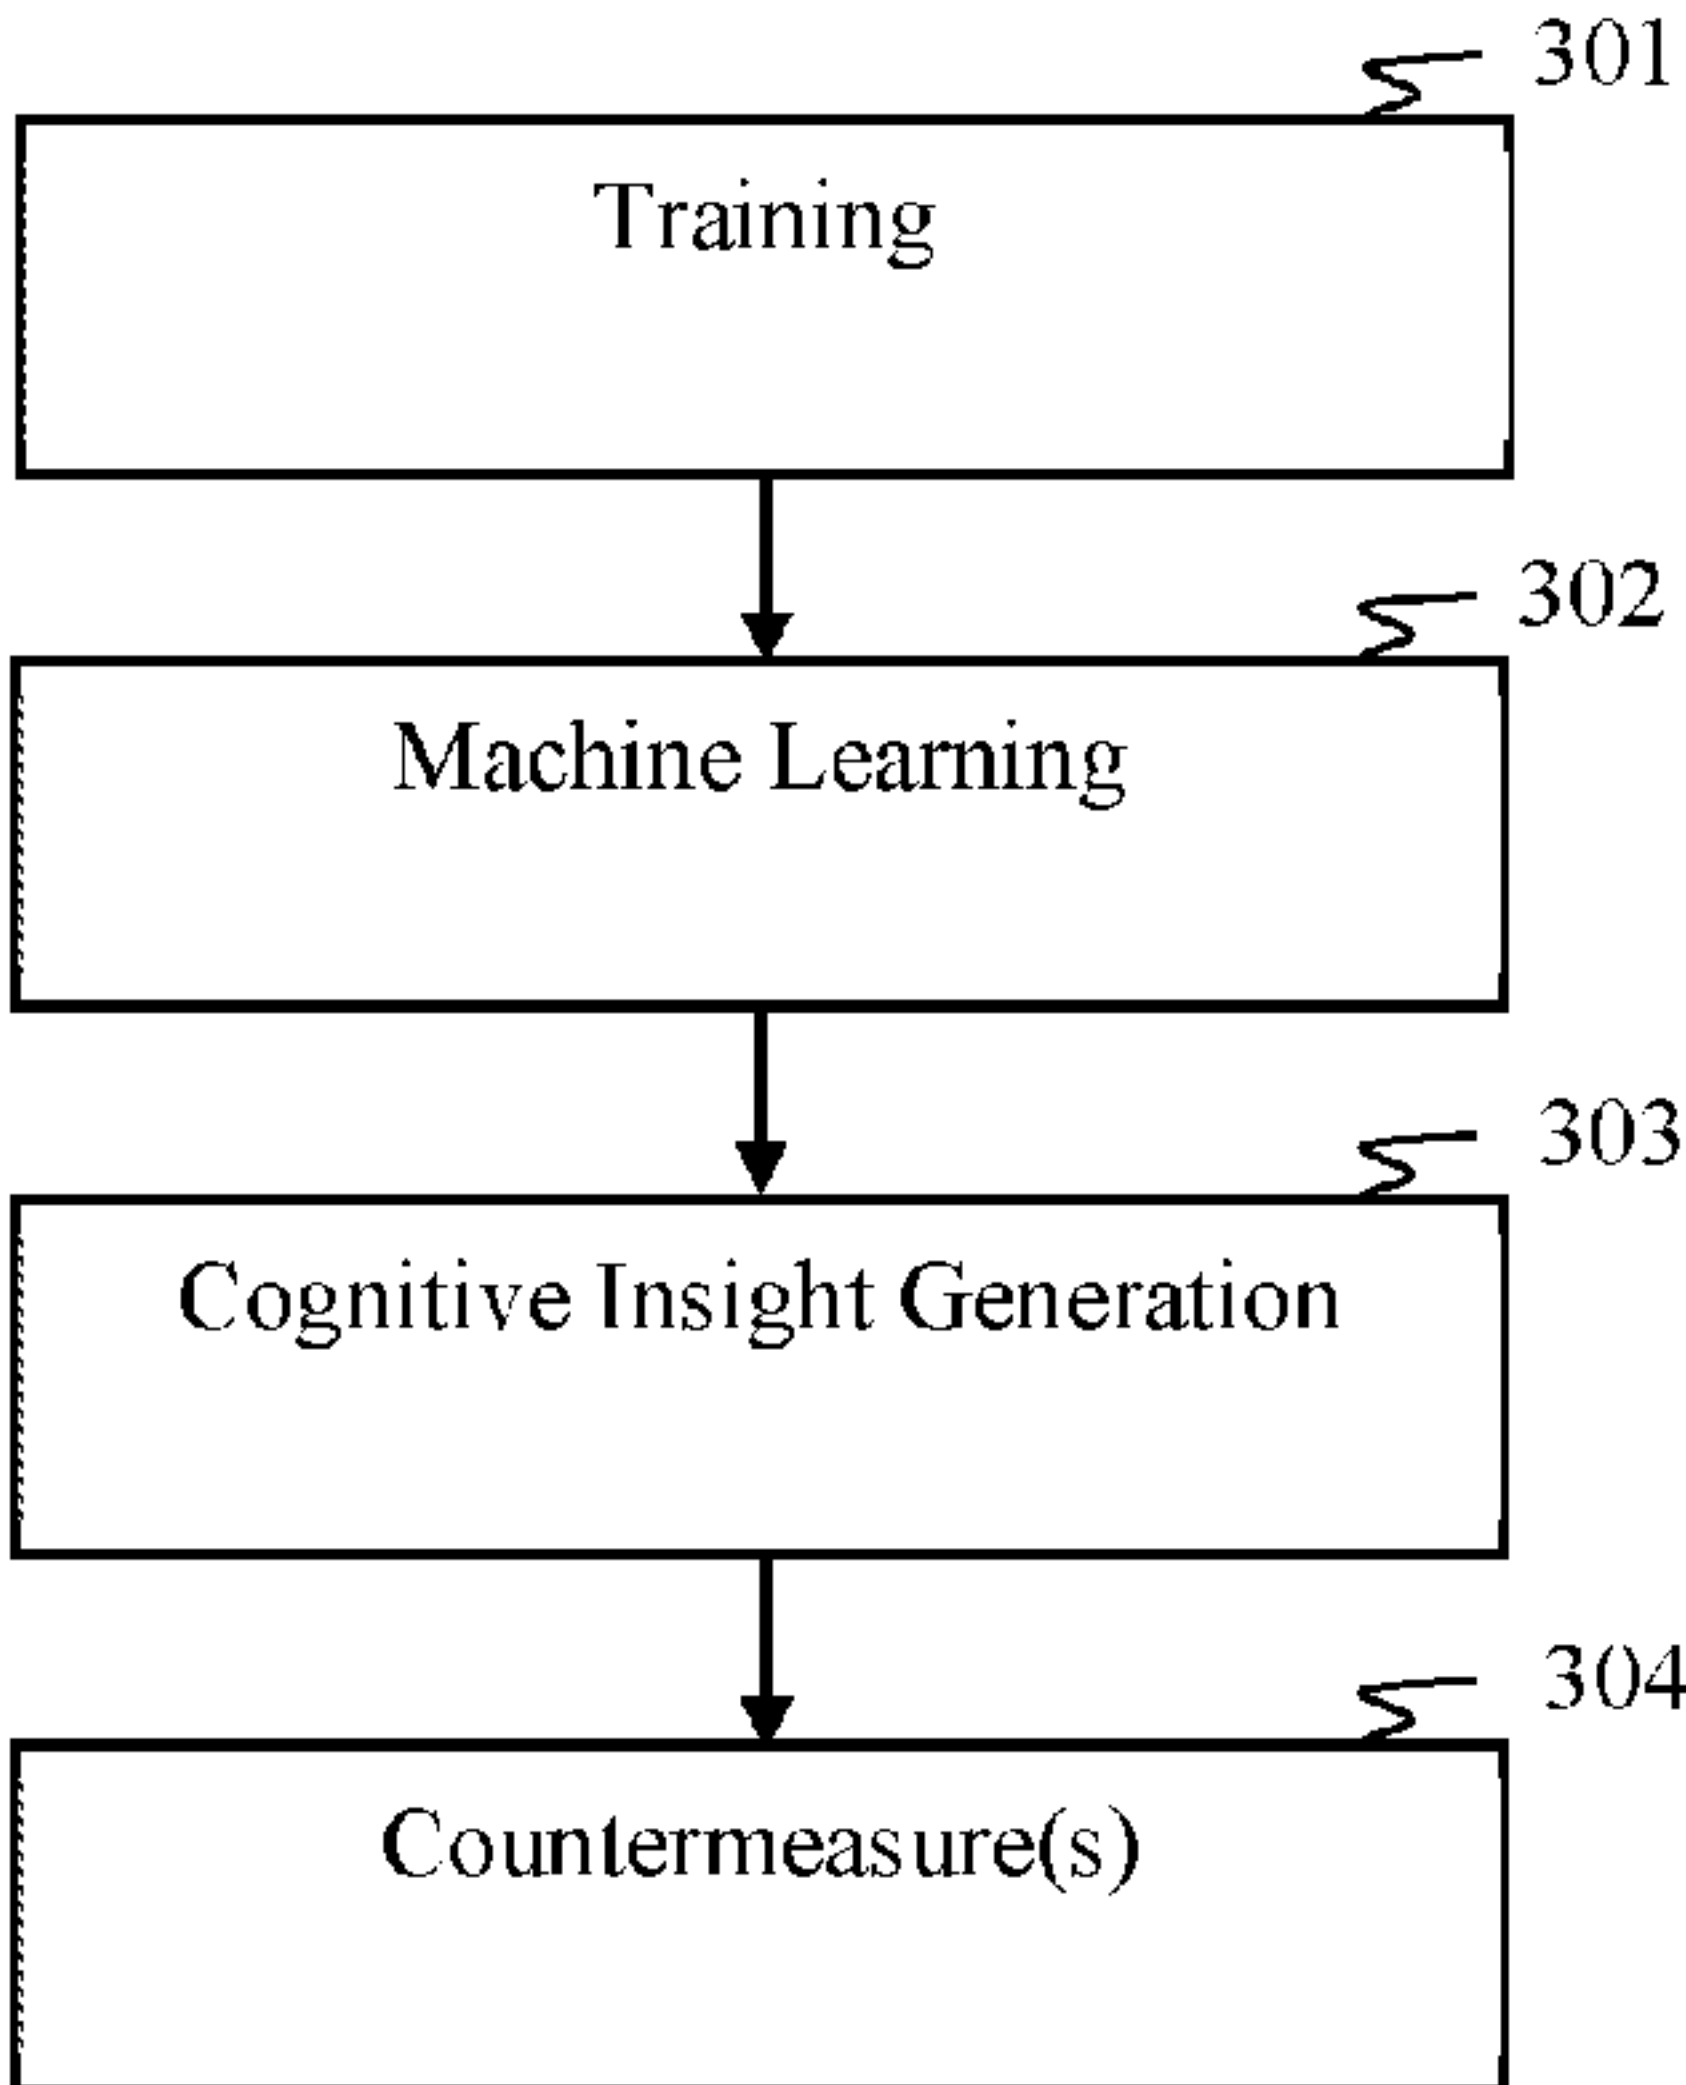 301
Training
302
Machine Learning
303
Cognitive Insight Generation
304
Countermeasure(s)